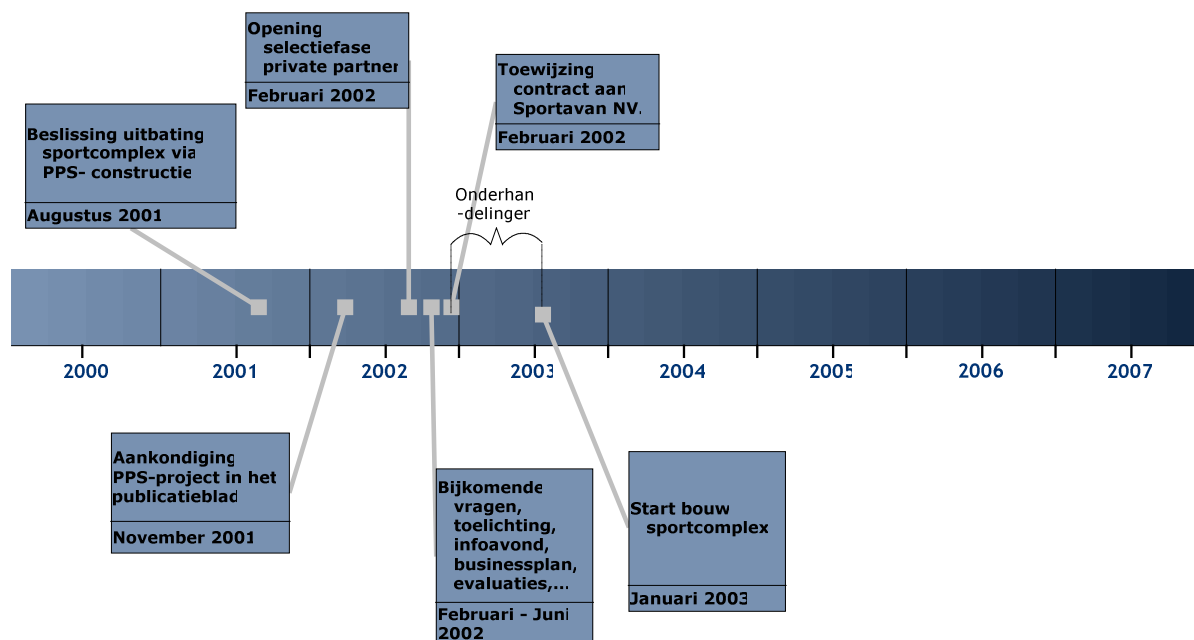 Opening
selectiefase
private partner
Februari 2002
Toewijzing
contract aan
Sportavan NV.
Februari 2002
Beslissing uitbating
sportcomplex via
PPS- constructie
Augustus 2001
Onderhan
-delinger
2000
2001
2002
2003
2004
2005
2006
2007
Aankondiging
PPS-project in het
publicatieblad
November 2001
Bijkomende
vragen,
toelichting,
infoavond,
businessplan,
evaluaties,...
Februari - Juni
2002
Start bouw
sportcomplex
Januari 2003